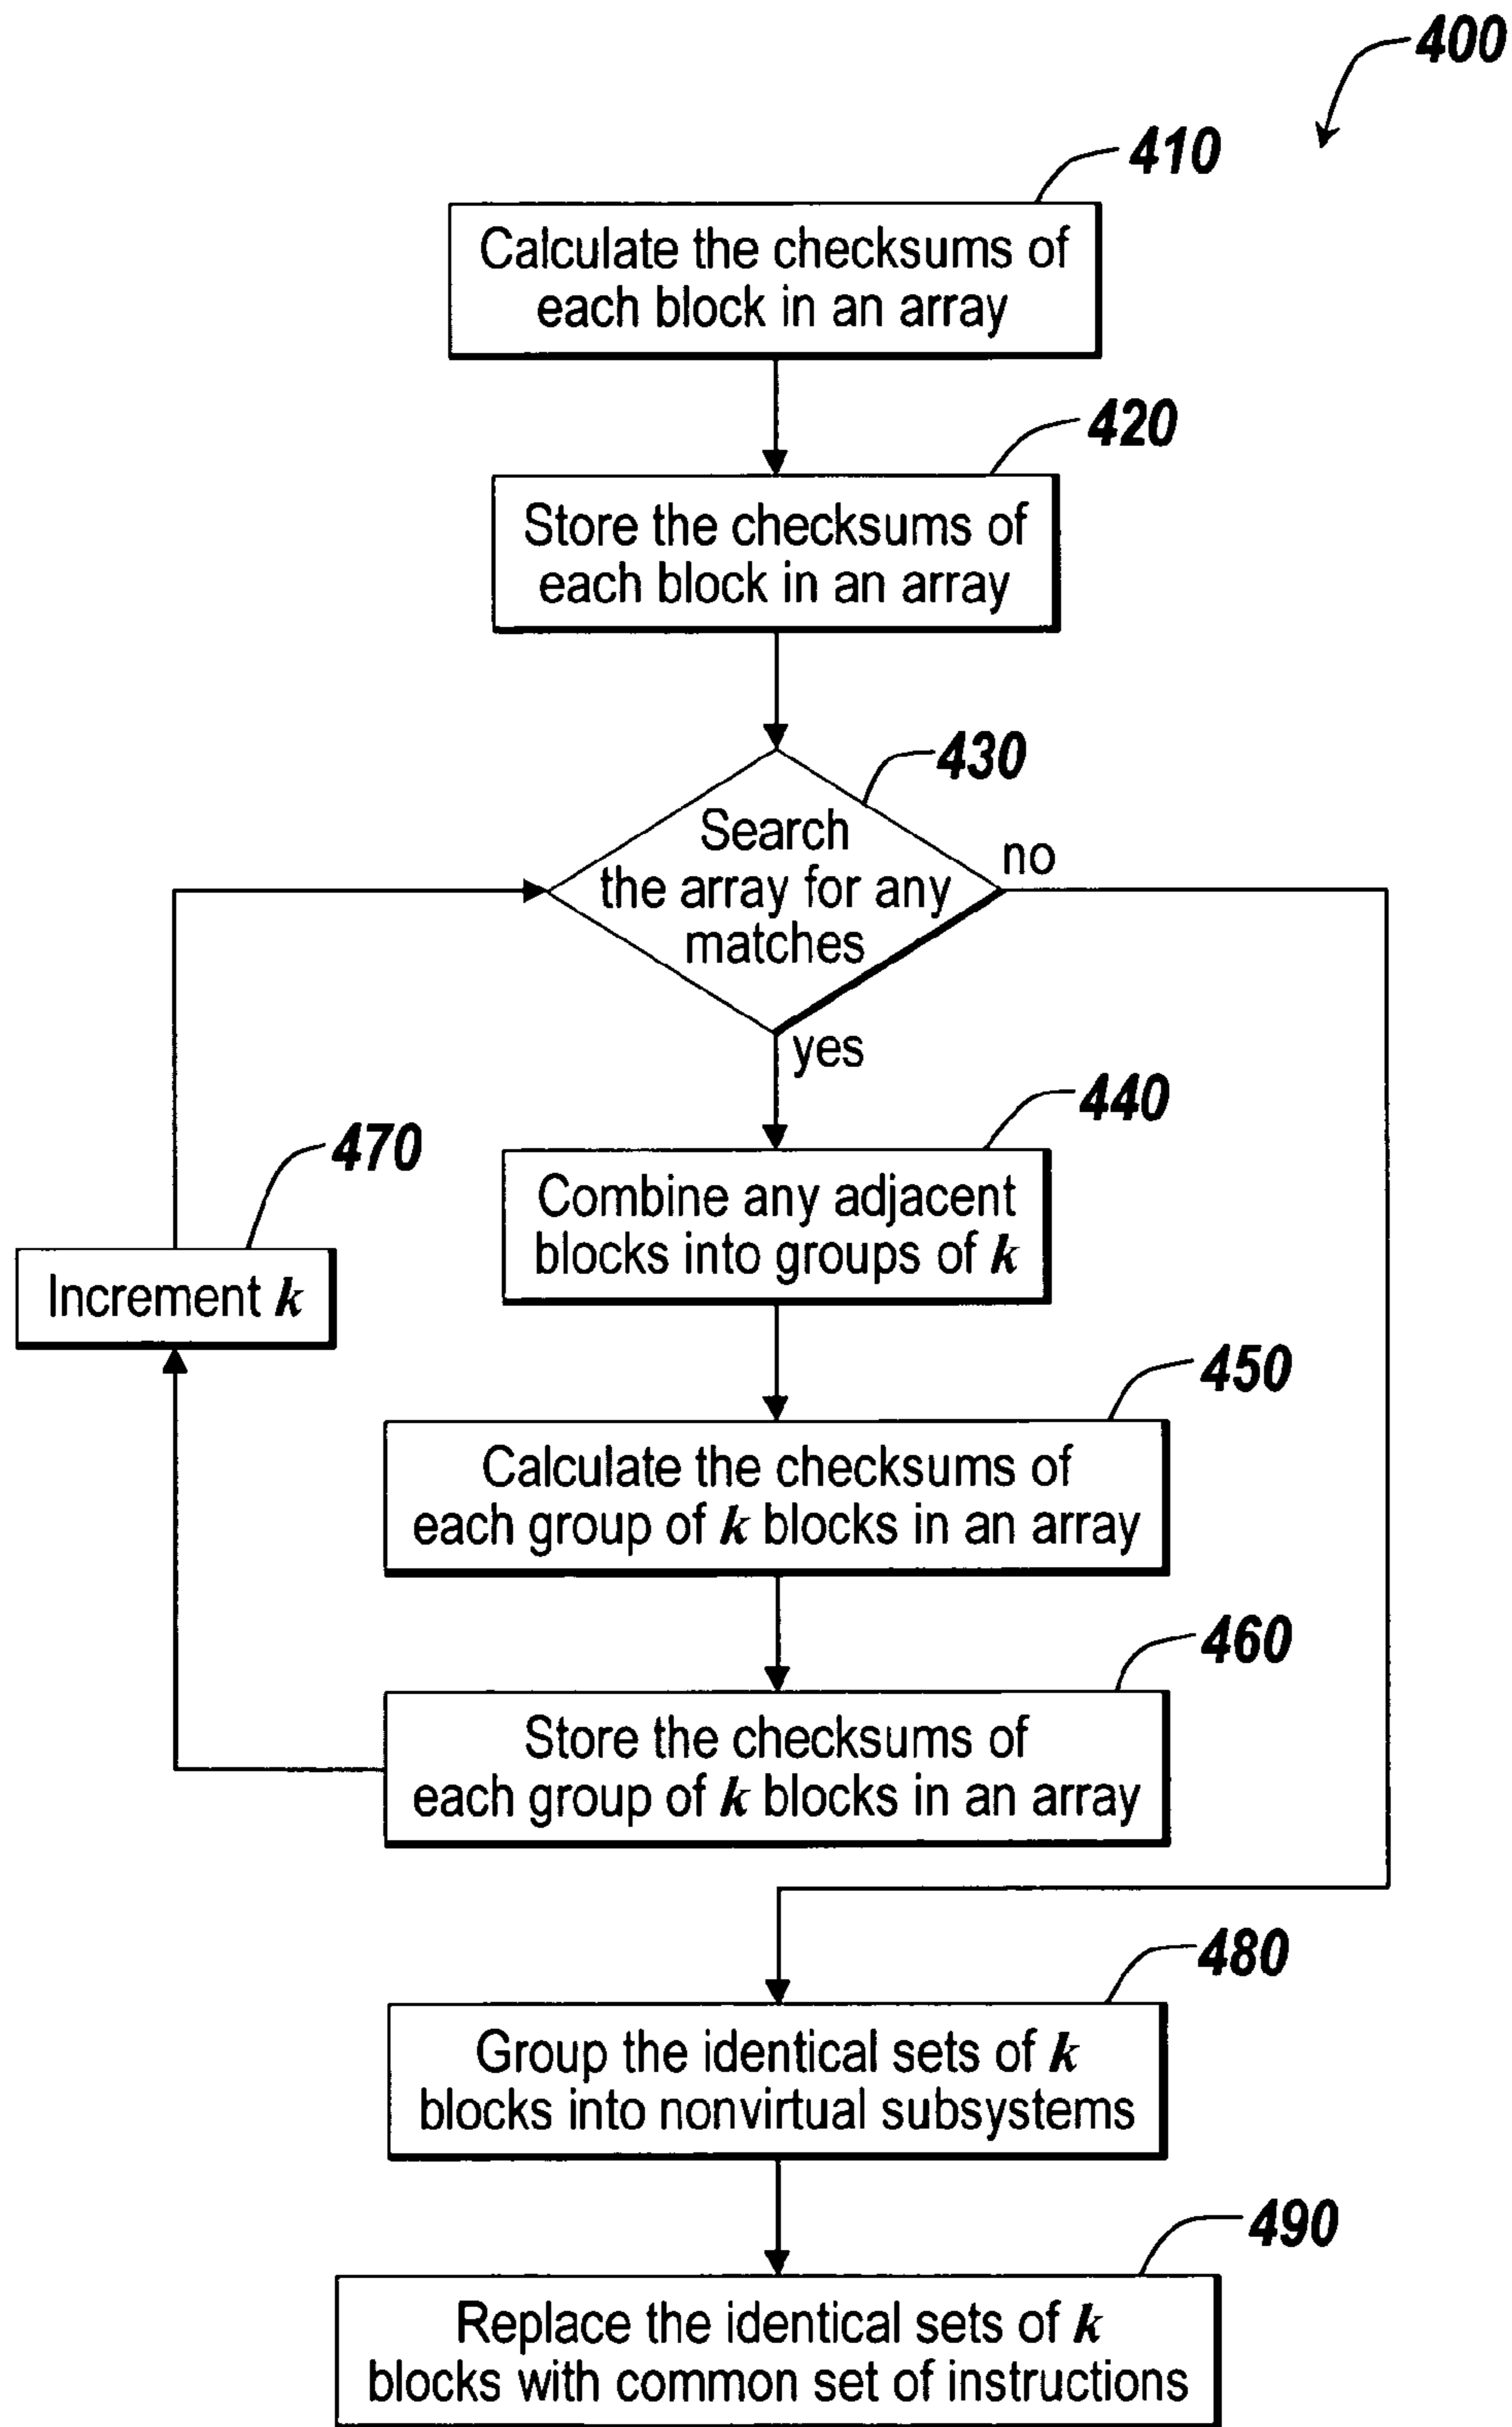 400
410
Calculate the checksums of
each block in an array
420
Store the checksums of
each block in an array
430
Search
the array for any
matches
no
yes
440
Combine any adjacent
blocks into groups of k
470
Increment k
450
Calculate the checksums of
each group of k blocks in an array
460
Store the checksums of
each group of k blocks in an array
480
Group the identical sets of k
blocks into nonvirtual subsystems
490
Replace the identical sets of k
blocks with common set of instructions